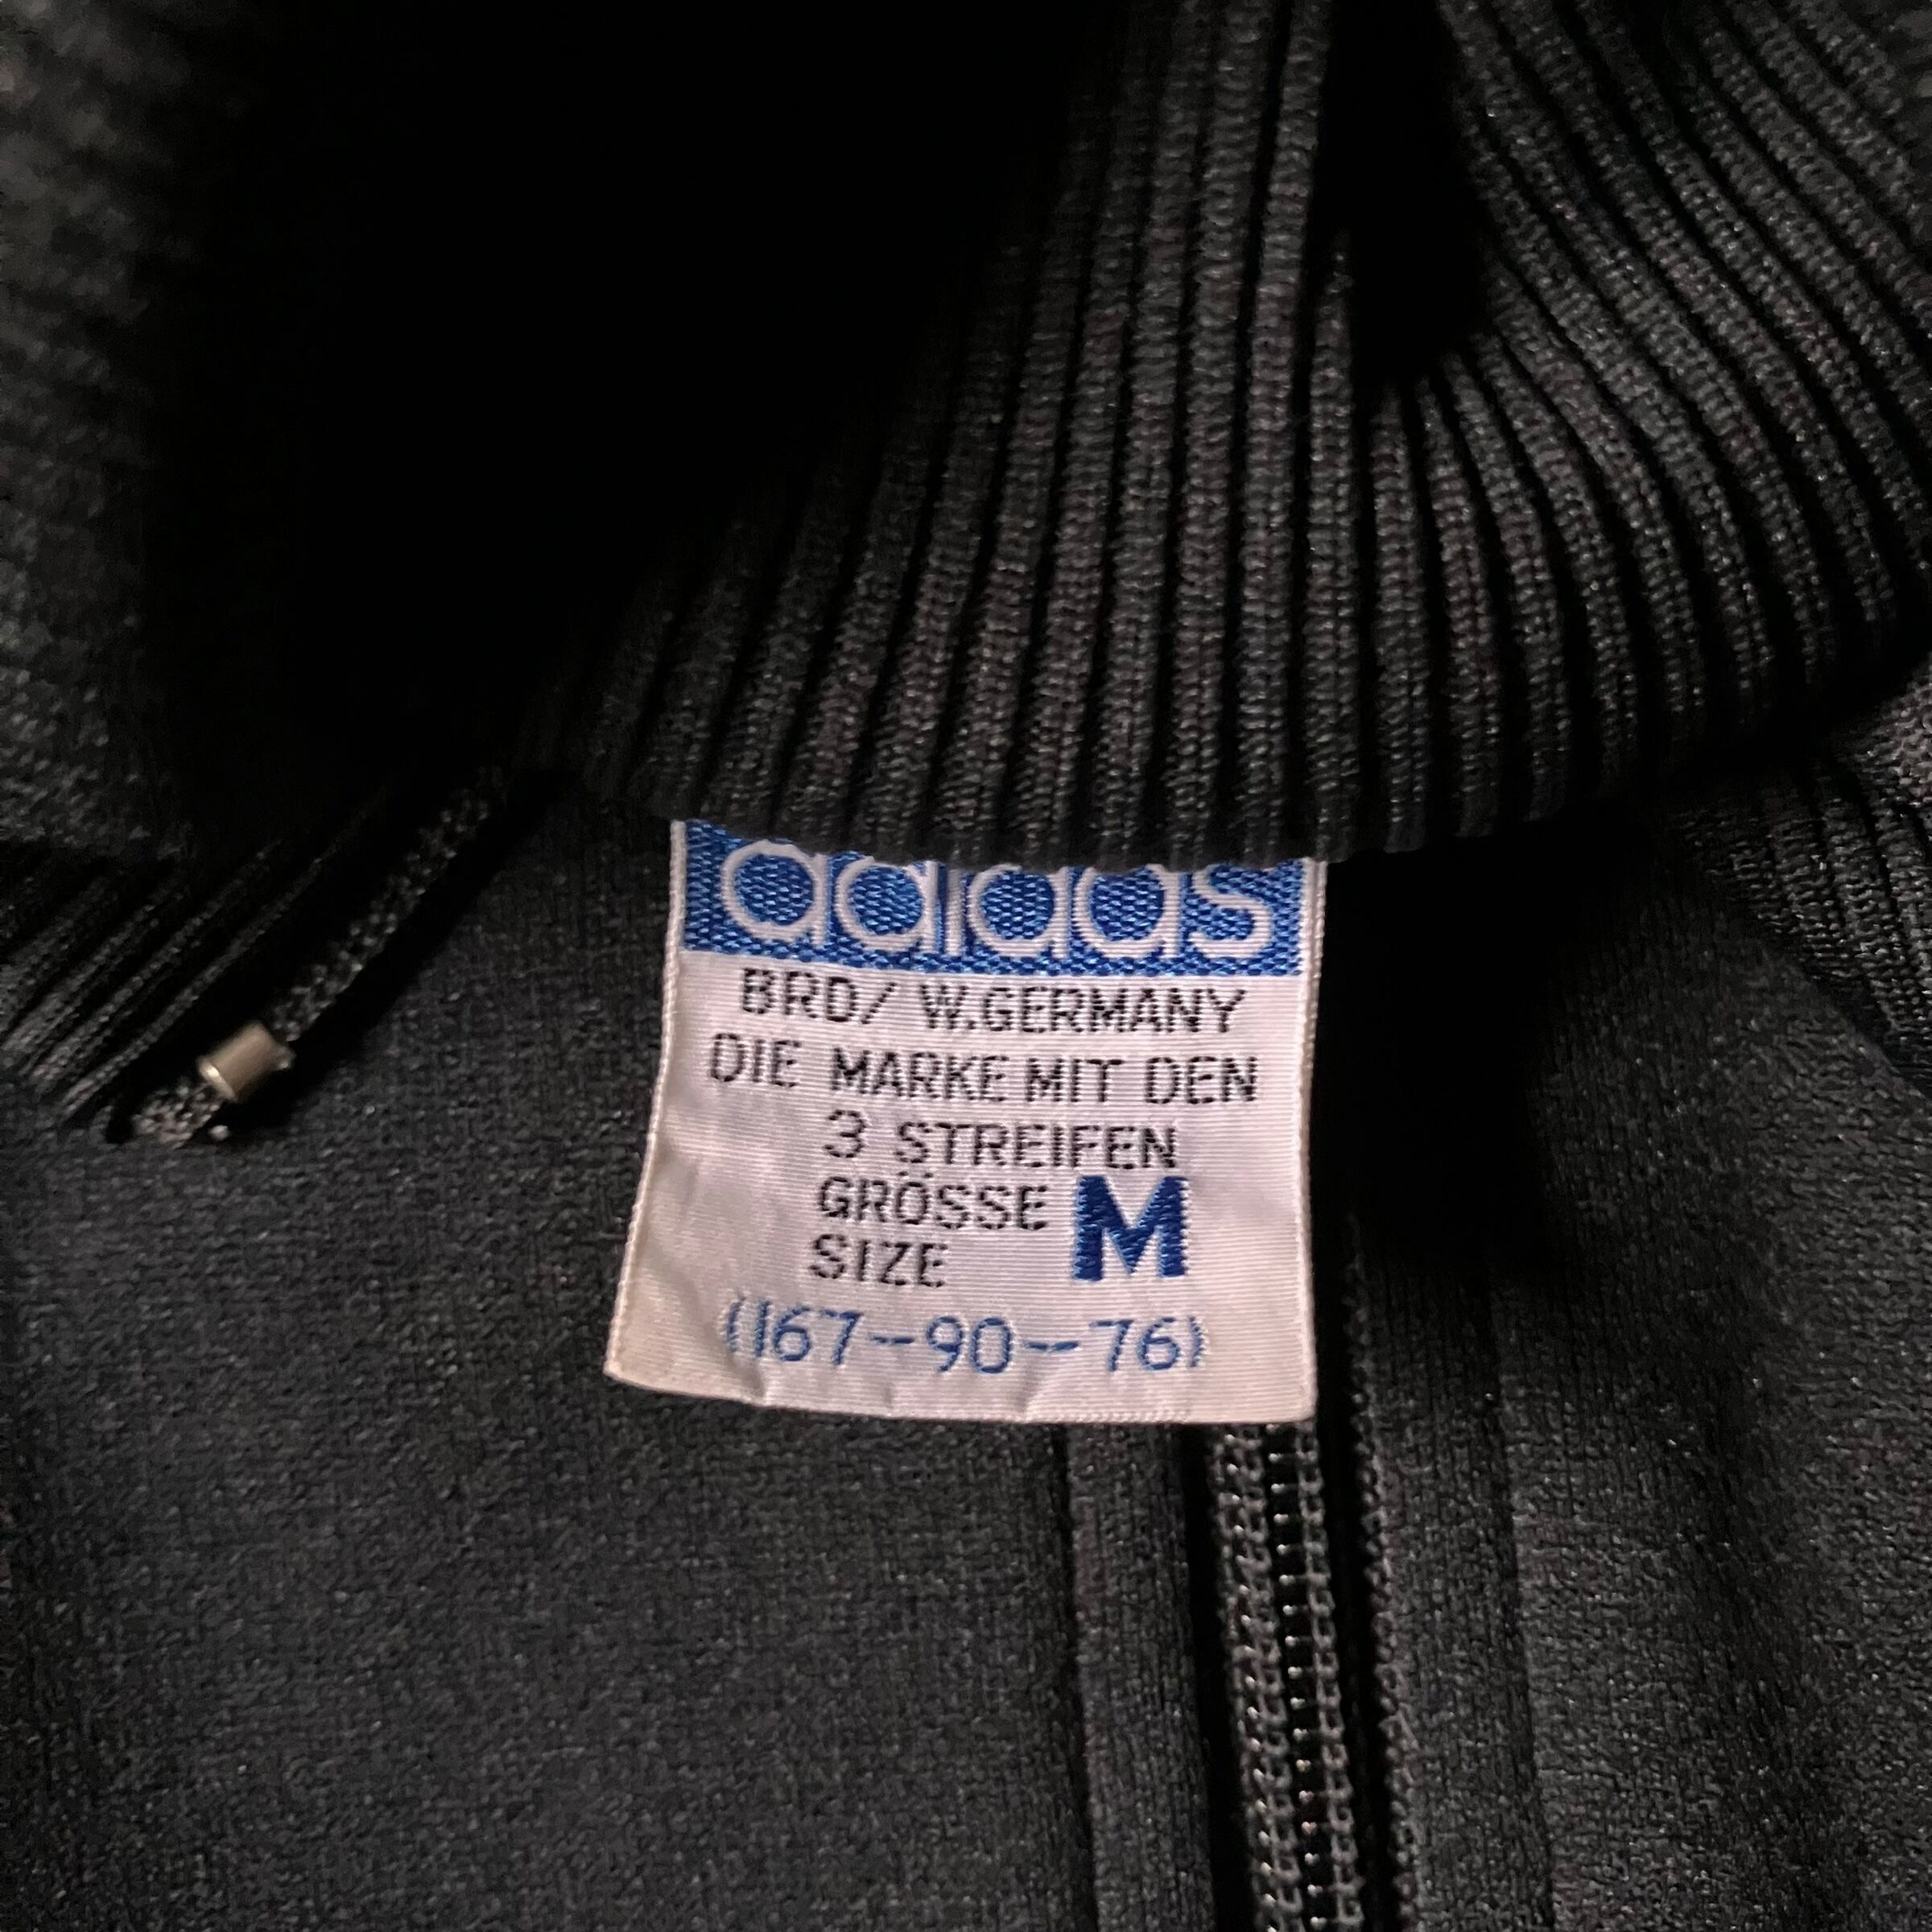 adidas
BRD/ W.GERMANY
DIE MARKE MIT DEN
3 STREIFEN
GRÖSSE M
SIZE
(167--90--76)